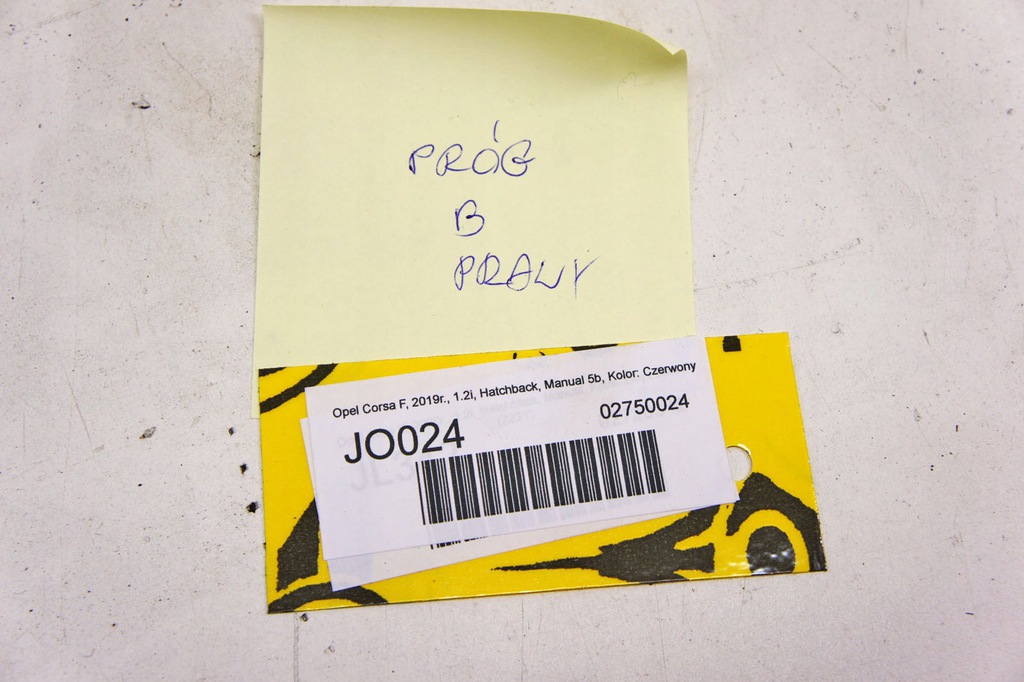 PRÓG
B
PRAWY
Opel Corsa F, 2019r., 1.2i, Hatchback, Manual 5b, Kolor: Czerwony
JO024
02750024